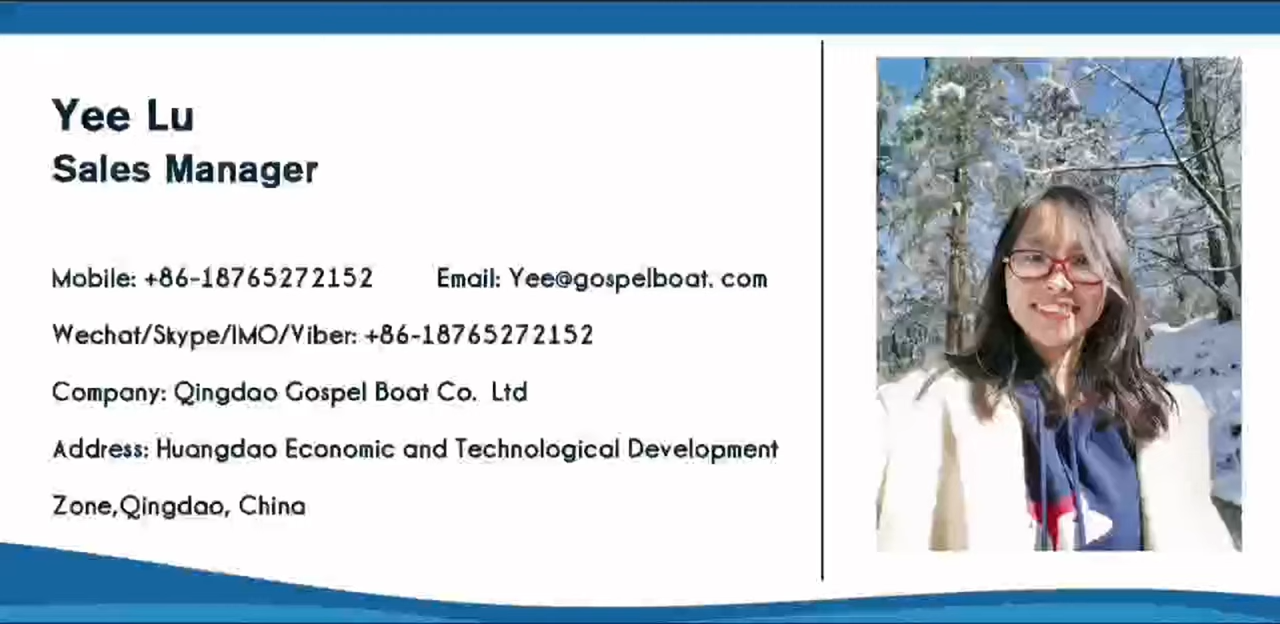 Yee Lu
Sales Manager
Mobile: +86-18765272152 Email: Yee@gospelboat. com
Wechat/Skype/IMO/Viber: +86-18765272152
Company: Qingdao Gospel Boat Co. Ltd
Address: Huangdao Economic and Technological Development
Zone,Qingdao, China